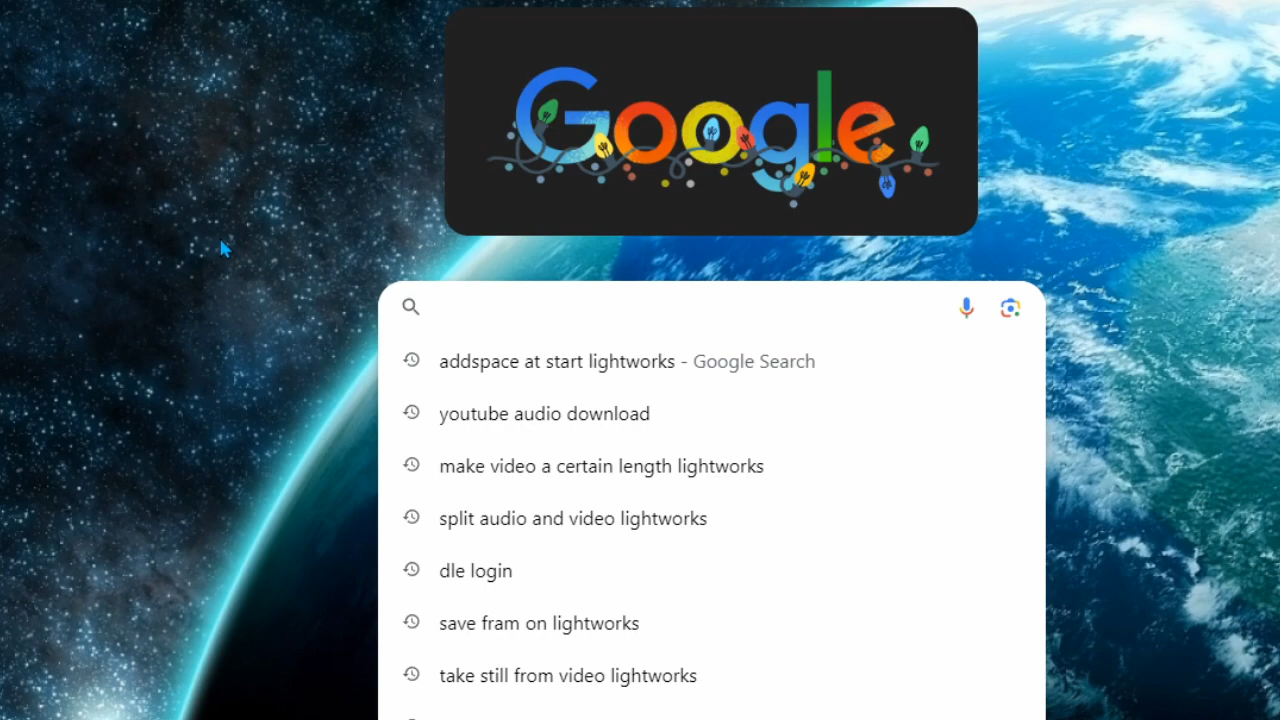 Google
addspace at start lightworks - Google Search
youtube audio download
make video a certain length lightworks
split audio and video lightworks
dle login
save fram on lightworks
take still from video lightworks